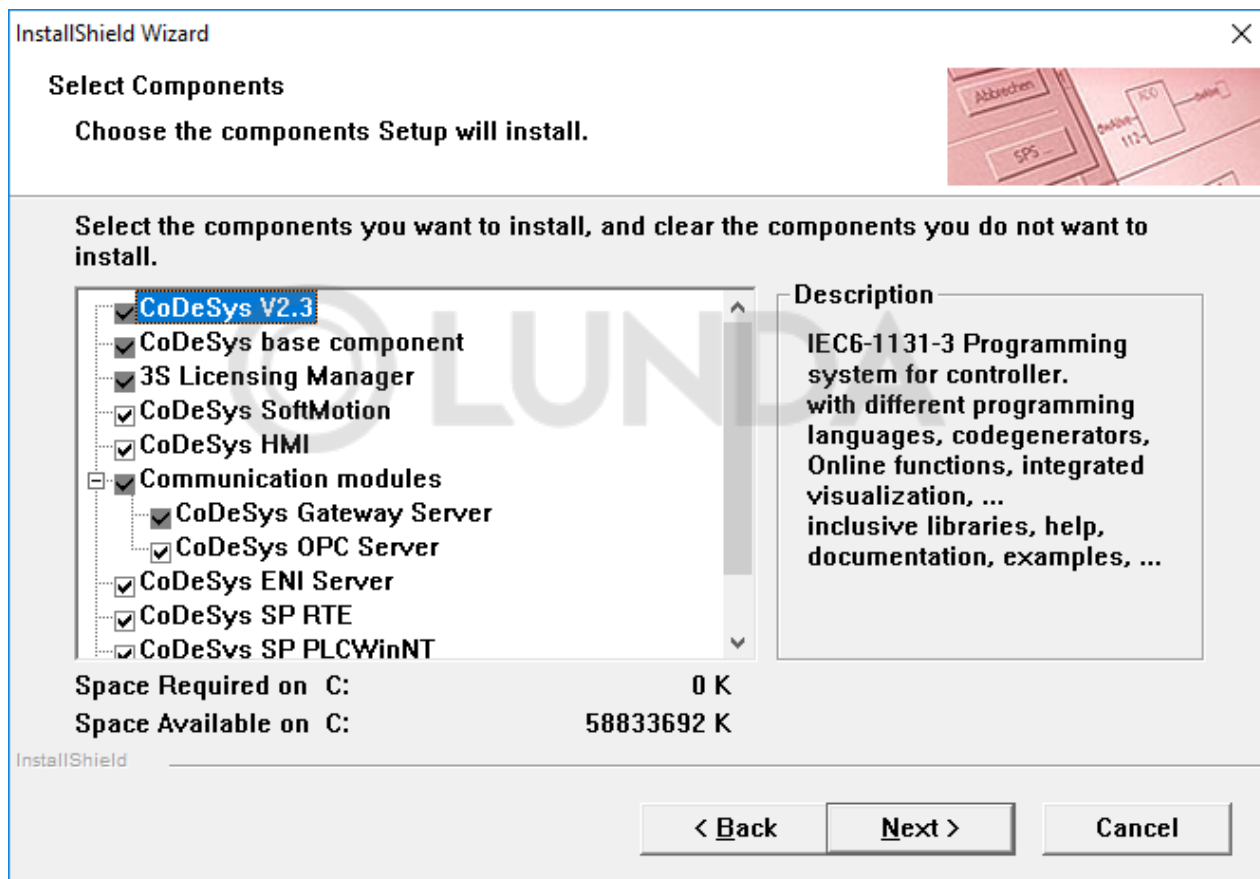 InstallShield Wizard
Select Components
Choose the components Setup will install.
Abbrechen
SPS ...
ADD
112
Select the components you want to install, and clear the components you do not want to
install.
CoDeSys V2.3
CoDeSys base component
3S Licensing Manager
CoDeSys SoftMotion
CoDeSys HMI
Communication modules
CoDeSys Gateway Server
CoDeSys OPC Server
CoDeSys ENI Server
CoDeSys SP RTE
CoDeSys SP PLCWinNT
Description
IEC6-1131-3 Programming
system for controller.
with different programming
languages, codegenerators,
Online functions, integrated
visualization, ...
inclusive libraries, help,
documentation, examples, ...
LUNDA
Space Required on C: 0 K
Space Available on C: 58833692 K
InstallShield
< Back
Next >
Cancel